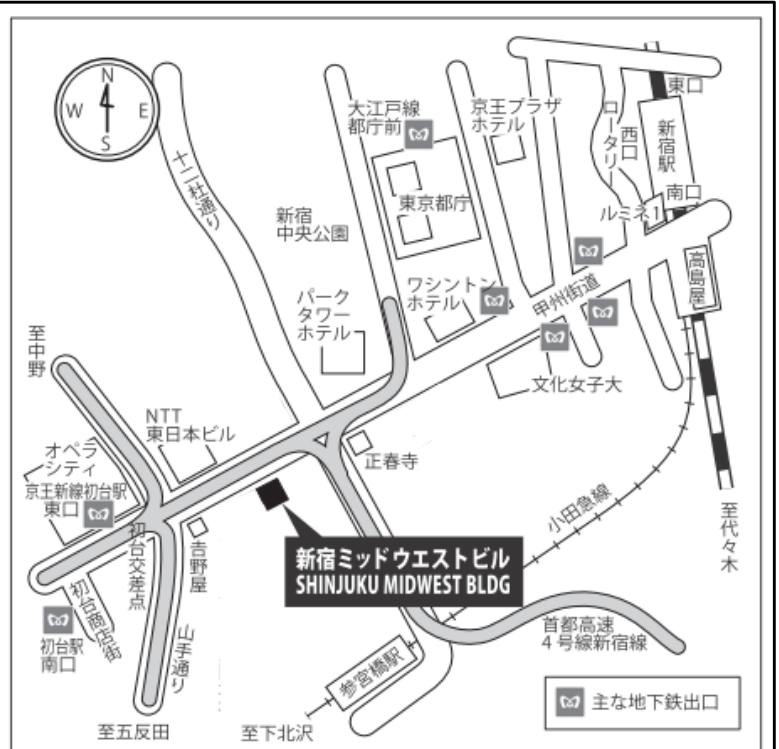 N
W E
S
十二社通り
新宿
中央公園
大江戸線
都庁前
東京都庁
京王プラザ
ホテル
ロータリー
西口
東口
新宿駅
南口
ルミネ1
高島屋
甲州街道
ワシントン
ホテル
パーク
タワー
ホテル
文化女子大
至中野
NTT
東日本ビル
オペラ
シティ
京王新線初台駅
東口
正春寺
初台交差点
吉野屋
新宿ミッドウエストビル
SHINJUKU MIDWEST BLDG
小田急線
至代々木
初台商店街
初台駅
南口
山手通り
首都高速
4号線新宿線
参宮橋駅
至五反田
至下北沢
主な地下鉄出口